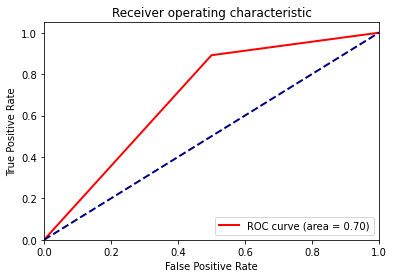 Receiver operating characteristic
1.0
0.8
0.6
0.4
0.2
0.0
True Positive Rate
ROC curve (area = 0.70)
0.0 0.2 0.4 0.6 0.8 1.0
False Positive Rate